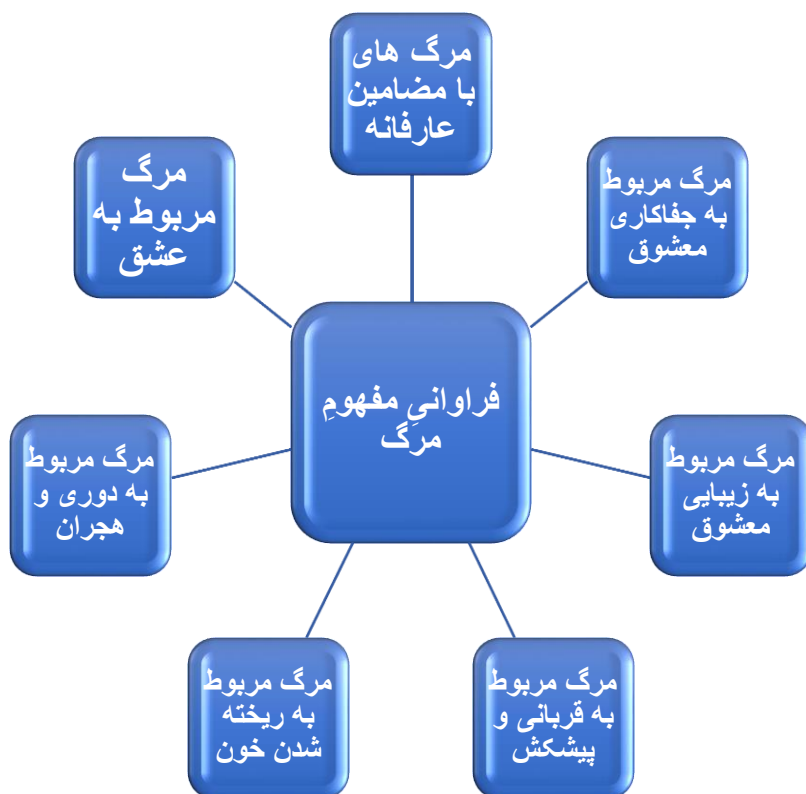 مرگ های
با مضامین
عارفانه
مرگ مربوط
به جفاکاری
معشوق
مرگ مربوط
به زیبایی
معشوق
مرگ مربوط
به قربانی و
پیشکش
مرگ مربوط
به ریخته
شدن خون
مرگ مربوط
به دوری و
هجران
مرگ
مربوط به
عشق
فراوانیِ مفهومِ
مرگ